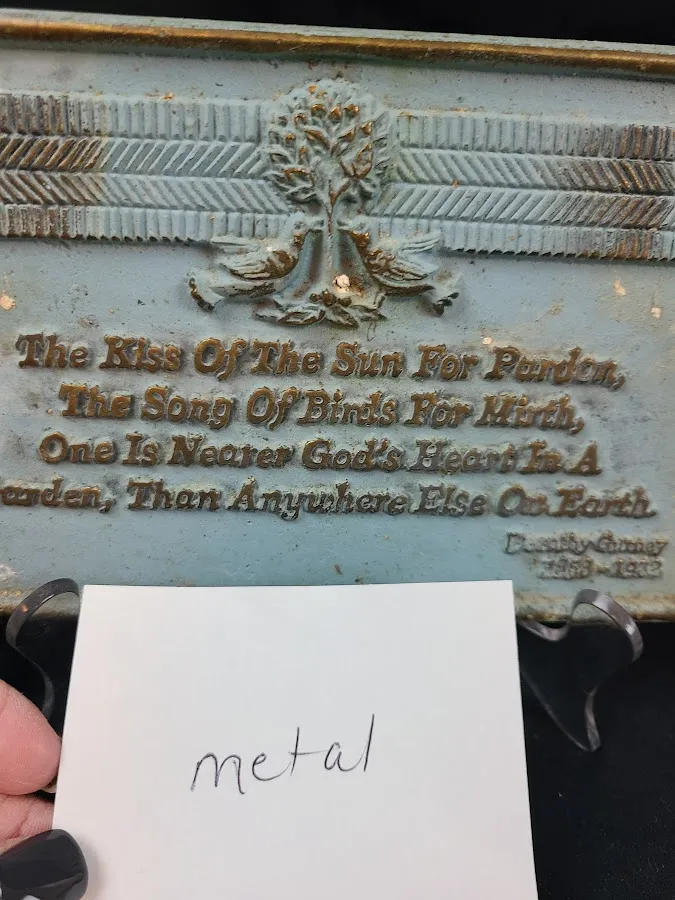 The Kiss Of The Sun For Pardon,
The Song Of Birds For Mirth,
One Is Nearer God's Heart In A
arden, Than Anywhere Else On Earth
Dorothy Gurney
1858 - 1932
metal